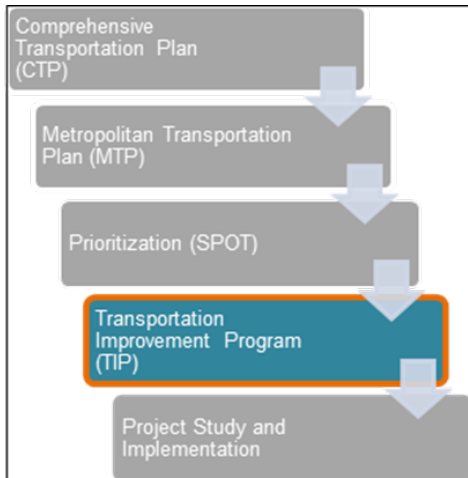 Comprehensive
Transportation Plan
(CTP)
Metropolitan Transportation
Plan (MTP)
Prioritization (SPOT)
Transportation
Improvement Program
(TIP)
Project Study and
Implementation